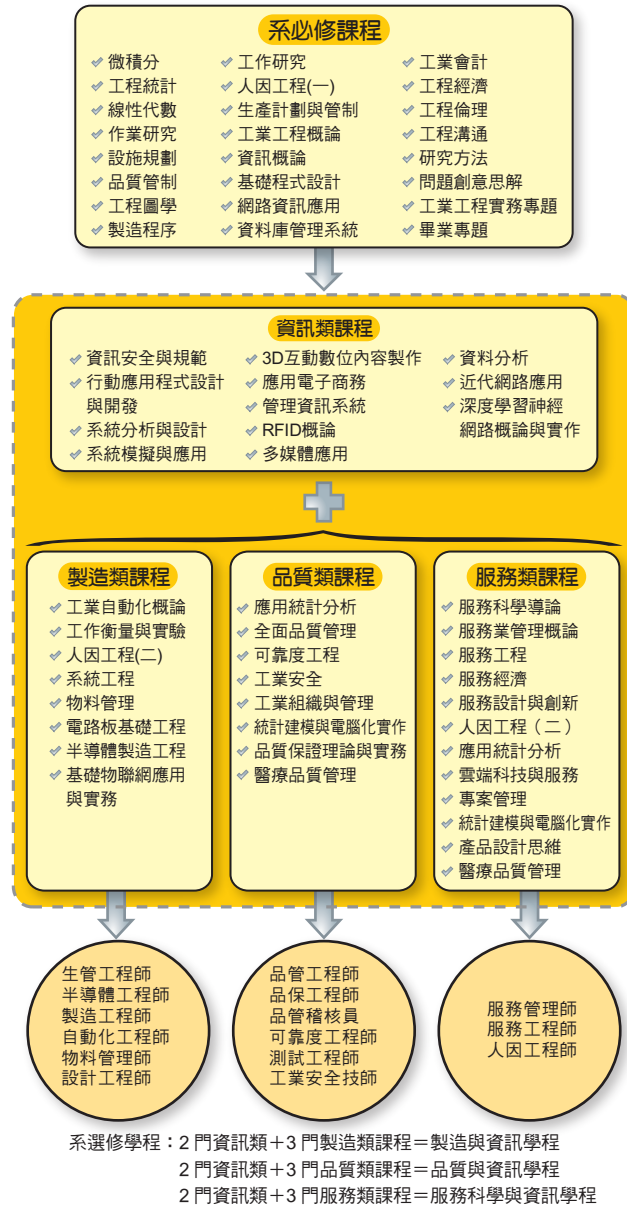 系必修課程
微積分
工程統計
線性代數
作業研究
設施規劃
品質管制
工程圖學
製造程序
工作研究
人因工程(一)
生產計劃與管制
工業工程概論
資訊概論
基礎程式設計
網路資訊應用
資料庫管理系統
工業會計
工程經濟
工程倫理
工程溝通
研究方法
問題創意思解
工業工程實務專題
畢業專題
資訊類課程
資訊安全與規範
行動應用程式設計
與開發
系統分析與設計
系統模擬與應用
3D互動數位內容製作
應用電子商務
管理資訊系統
RFID概論
多媒體應用
資料分析
近代網路應用
深度學習神經
網路概論與實作
製造類課程
工業自動化概論
工作衡量與實驗
人因工程(二)
系統工程
物料管理
電路板基礎工程
半導體製造工程
基礎物聯網應用
與實務
品質類課程
應用統計分析
全面品質管理
可靠度工程
工業安全
工業組織與管理
統計建模與電腦化實作
品質保證理論與實務
醫療品質管理
服務類課程
服務科學導論
服務業管理概論
服務工程
服務經濟
服務設計與創新
人因工程（二）
應用統計分析
雲端科技與服務
專案管理
統計建模與電腦化實作
產品設計思維
醫療品質管理
生管工程師
半導體工程師
製造工程師
自動化工程師
物料管理師
設計工程師
品管工程師
品保工程師
品管稽核員
可靠度工程師
測試工程師
工業安全技師
服務管理師
服務工程師
人因工程師
系選修學程：2 門資訊類＋3 門製造類課程＝製造與資訊學程
2 門資訊類＋3 門品質類課程＝品質與資訊學程
2 門資訊類＋3 門服務類課程＝服務科學與資訊學程